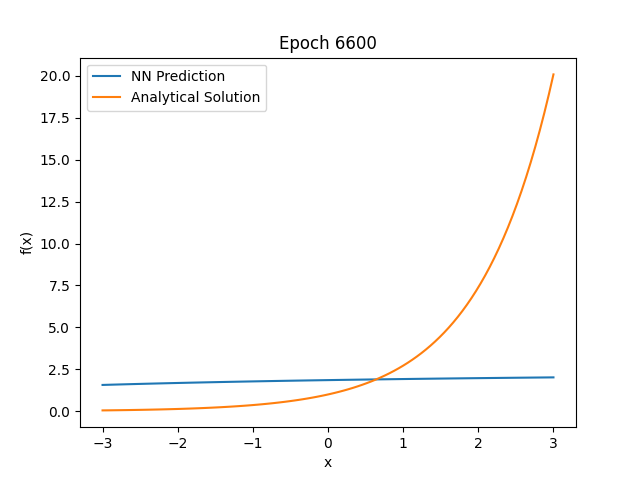 Epoch 6600
NN Prediction
Analytical Solution
20.0
17.5
15.0
12.5
10.0
7.5
5.0
2.5
0.0
f(x)
−3 −2 −1 0 1 2 3
x